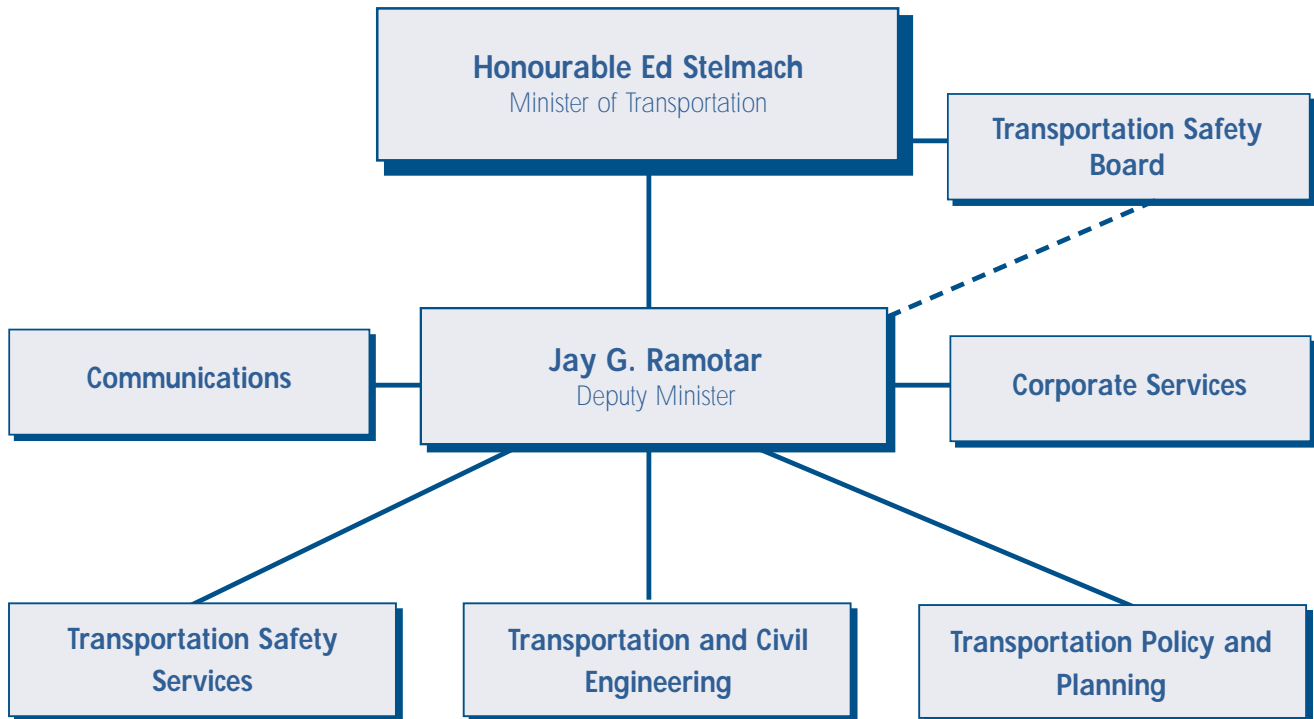 Honourable Ed Stelmach
Minister of Transportation
Transportation Safety
Board
Communications
Jay G. Ramotar
Deputy Minister
Corporate Services
Transportation Safety
Services
Transportation and Civil
Engineering
Transportation Policy and
Planning